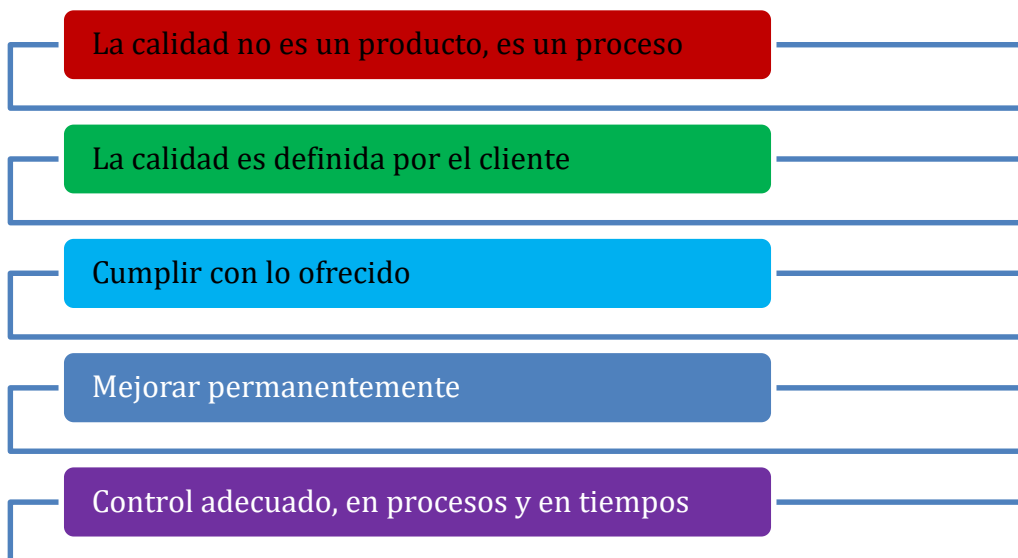 La calidad no es un producto, es un proceso
La calidad es definida por el cliente
Cumplir con lo ofrecido
Mejorar permanentemente
Control adecuado, en procesos y en tiempos